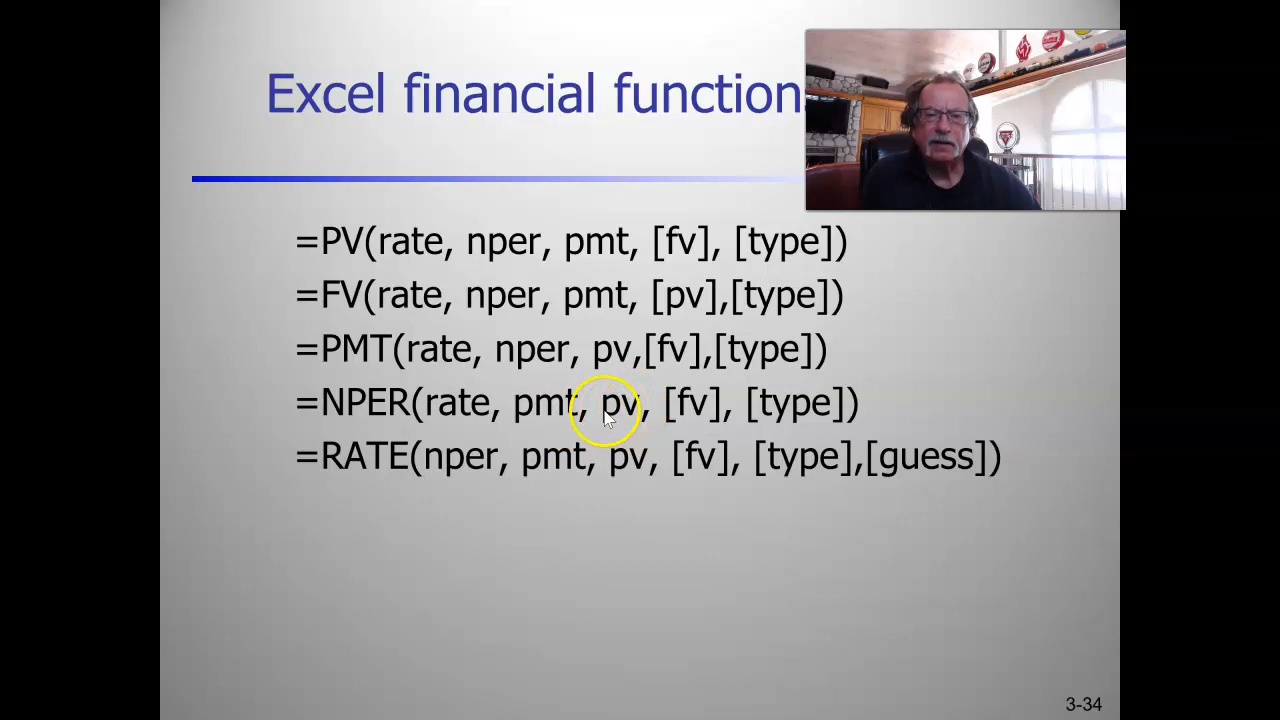 Excel financial function
=PV(rate, nper, pmt, [fv], [type])
=FV(rate, nper, pmt, [pv],[type])
=PMT(rate, nper, pv,[fv],[type])
=NPER(rate, pmt, pv, [fv], [type])
=RATE(nper, pmt, pv, [fv], [type],[guess])
3-34